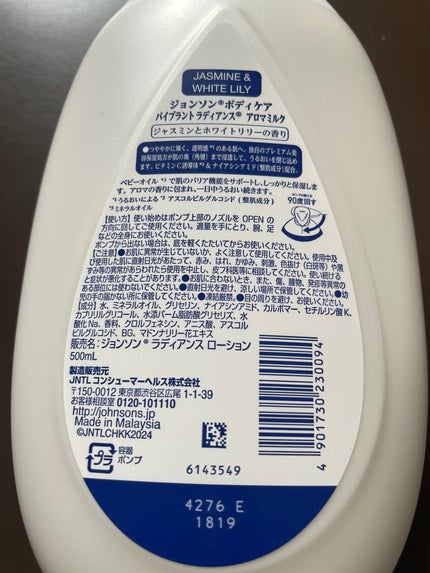 JASMINE &
WHITE LILY
ジョンソン®ボディケア
バイブラントラディアンス® アロマミルク
ジャスミンとホワイトリリーの香り
●つややかに輝く、透明感*1のある肌へ。独自のプレミアム美
容保湿処方が肌の奥(角層)まで浸透して、うるおいを閉じ込め
ます。ビタミンC誘導体*2&ナイアシンアミド(整肌成分)配合。
ベビーオイル*3で肌のバリア機能をサポートし、しっかりと保湿しま
す。アロマの香りに包まれ、一日中うるおい続きます。
*1うるおいによる *2 アスコルビルグルコシド(整肌成分)
*3ミネラルオイル
90度回す
【使い方】使い始めはポンプ上部のノズルを OPEN の
方向に回してご使用ください。適量を手にとり、腕、足
などの全身にお使いください。
ポンプから出ない場合は、底を軽くたたいてからお使いください。
【ご注意】●お肌に異常が生じていないか、よく注意して使用してください。使用中及
び使用した肌に直射日光があたって、赤み、はれ、かゆみ、刺激、色抜け(白斑等)や黒
ずみ等の異常があらわれたら使用を中止し、皮フ科医等に相談してください。使い続ける
と症状が悪化することがあります。●お肌に合わないとき、また、傷、腫物、発疹等異常の
ある部位には使わないでください。●直射日光を避け、涼しい場所で保管してください。●幼
児の手の届かない所に保管してください。●凍結厳禁。●目の周りを避け、お使いください。
【成分】水、ミネラルオイル、グリセリン、ナイアシンアミド、カルボマー、セチルリン酸K、
カプリリルグリコール、水添パーム脂肪酸グリセリズ、水
酸化Na、香料、クロルフェネシン、アニス酸、アスコル
ビルグルコシド、BG、マドンナリリー花エキス
販売名:ジョンソン® ラディアンス ローション
500mL
製造販売元
JNTL コンシューマーヘルス株式会社
〒150-0012 東京都渋谷区広尾 1-1-39
お客様相談室 0120-101110
http://johnsons.jp
Made in Malaysia
©JNTLCHKK2024
プラ
容器
ポンプ
6143549
4 901730 230094
4276 E
1819